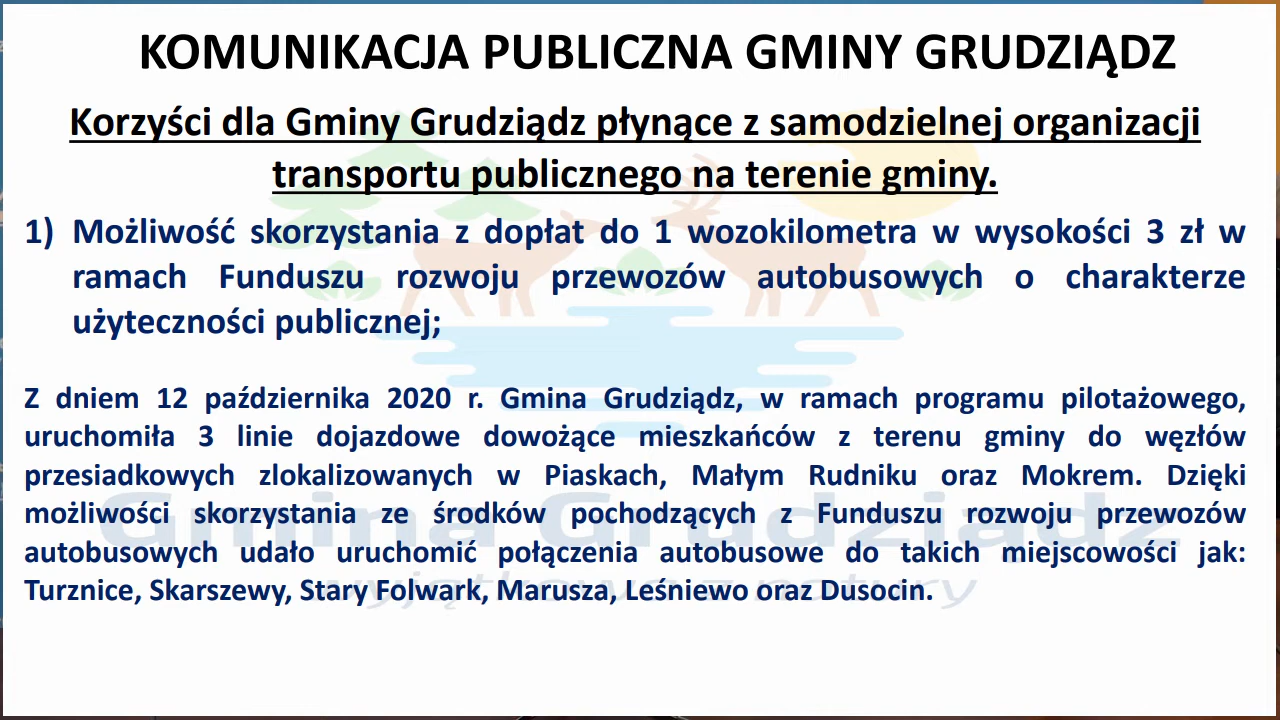 KOMUNIKACJA PUBLICZNA GMINY GRUDZIĄDZ
Korzyści dla Gminy Grudziądz płynące z samodzielnej organizacji
transportu publicznego na terenie gminy.
1) Możliwość skorzystania z dopłat do 1 wozokilometra w wysokości 3 zł w
ramach Funduszu rozwoju przewozów autobusowych o charakterze
użyteczności publicznej;
Z dniem 12 października 2020 r. Gmina Grudziądz, w ramach programu pilotażowego,
uruchomiła 3 linie dojazdowe dowożące mieszkańców z terenu gminy do węzłów
przesiadkowych zlokalizowanych w Piaskach, Małym Rudniku oraz Mokrem. Dzięki
możliwości skorzystania ze środków pochodzących z Funduszu rozwoju przewozów
autobusowych udało uruchomić połączenia autobusowe do takich miejscowości jak:
Turznice, Skarszewy, Stary Folwark, Marusza, Leśniewo oraz Dusocin.
Gmina Grudziądz
wyjątkowa z natury